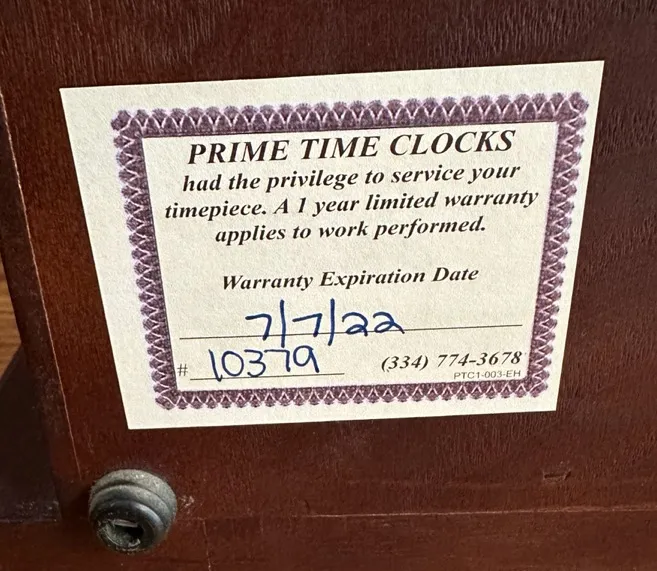 PRIME TIME CLOCKS
had the privilege to service your
timepiece. A 1 year limited warranty
applies to work performed.
Warranty Expiration Date
7/7/22
# 10379 (334) 774-3678
PTC1-003-EH